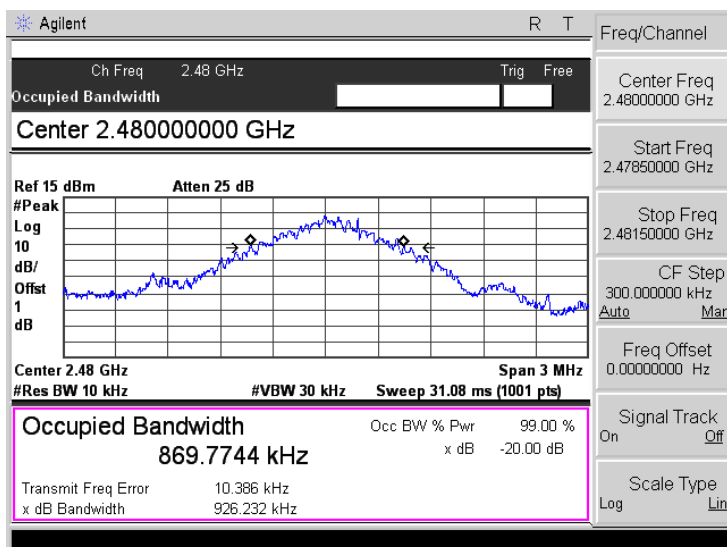 Agilent R T
Ch Freq 2.48 GHz Trig Free
Occupied Bandwidth
Center 2.480000000 GHz
Ref 15 dBm Atten 25 dB
#Peak
Log
10
dB/
Offst
1
dB
Center 2.48 GHz Span 3 MHz
#Res BW 10 kHz #VBW 30 kHz Sweep 31.08 ms (1001 pts)
Occupied Bandwidth
869.7744 kHz
Occ BW % Pwr 99.00 %
x dB -20.00 dB
Transmit Freq Error 10.386 kHz
x dB Bandwidth 926.232 kHz
Freq/Channel
Center Freq
2.48000000 GHz
Start Freq
2.47850000 GHz
Stop Freq
2.48150000 GHz
CF Step
300.000000 kHz
Auto Man
Freq Offset
0.00000000 Hz
Signal Track
On Off
Scale Type
Log Lin